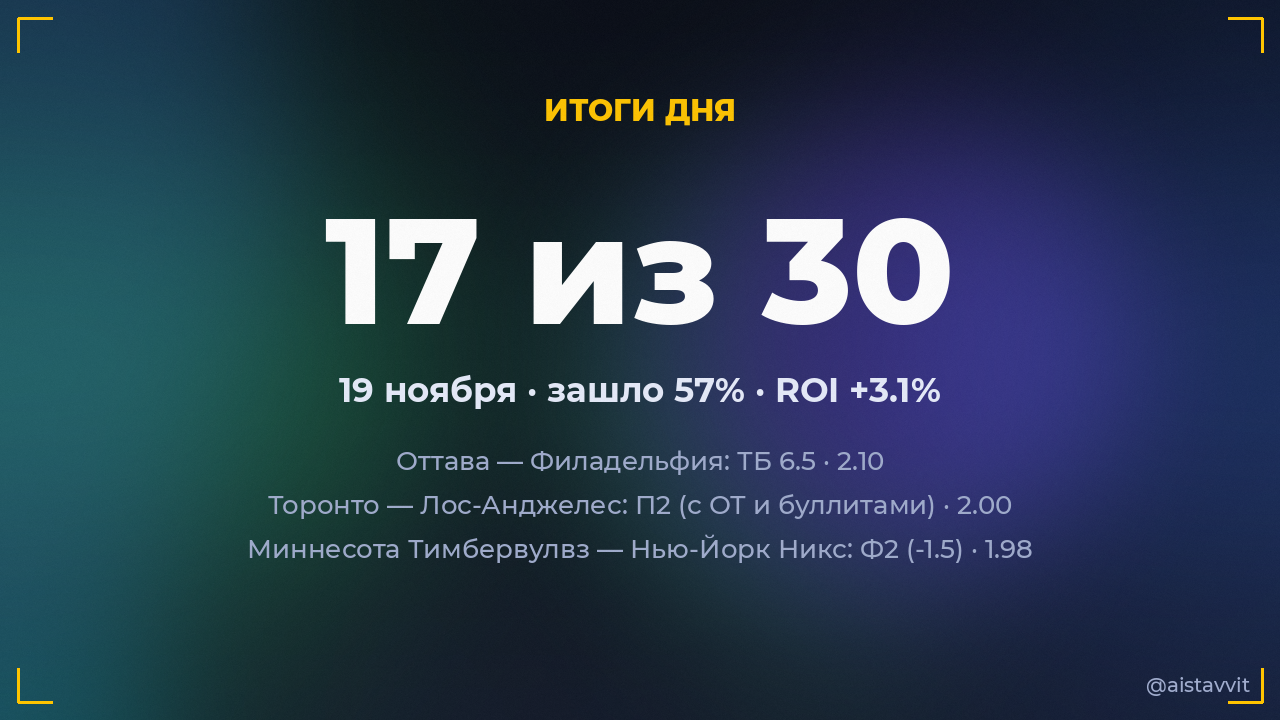 ИТОГИ ДНЯ
17 из 30
19 ноября · зашло 57% · ROI +3.1%
Оттава — Филадельфия: ТБ 6.5 · 2.10
Торонто — Лос-Анджелес: П2 (с ОТ и буллитами) · 2.00
Миннесота Тимбервулвз — Нью-Йорк Никс: Ф2 (-1.5) · 1.98
@aistavvit